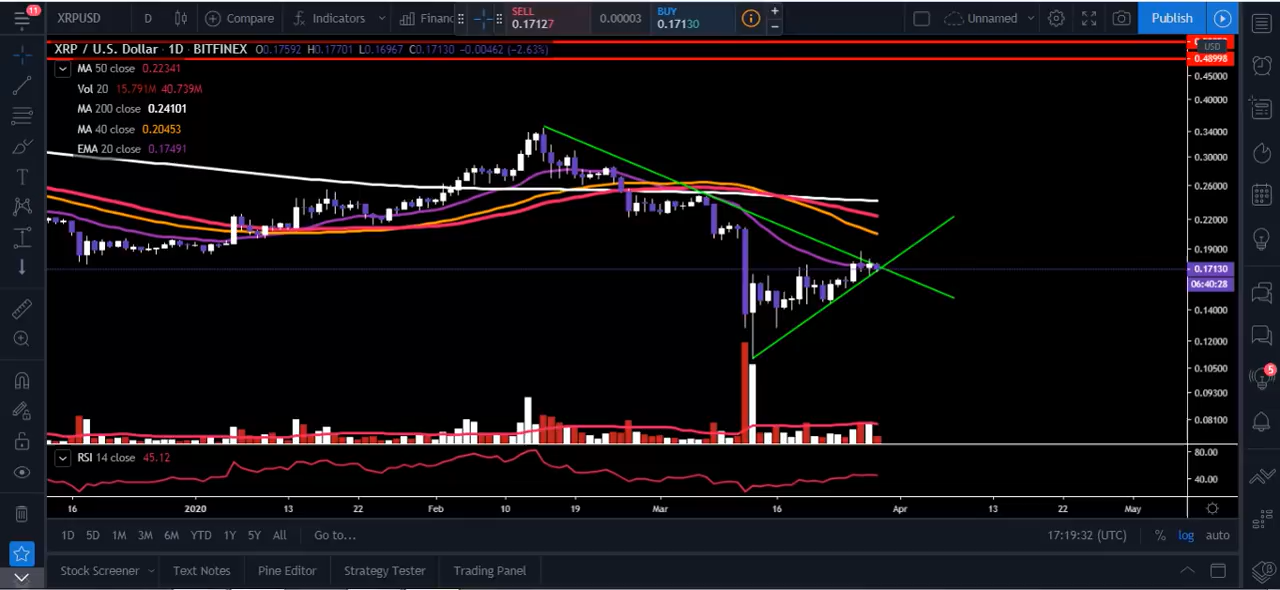 11
XRPUSD D Compare Indicators Financ SELL 0.17127 0.00003 BUY 0.17130 Unnamed Publish
XRP / U.S. Dollar · 1D · BITFINEX O0.17592 H0.17701 L0.16967 C0.17130 −0.00462 (−2.63%)
USD
0.48998
MA 50 close 0.22341
Vol 20 15.791M 40.739M
MA 200 close 0.24101
MA 40 close 0.20453
EMA 20 close 0.17491
0.45000
0.40000
0.34000
0.30000
0.26000
0.22000
0.19000
0.17130
06:40:28
0.14000
0.12000
0.10500
0.09300
0.08100
5
RSI 14 close 45.12
80.00
40.00
16 2020 13 22 Feb 10 19 Mar 16 Apr 13 22 May
1D 5D 1M 3M 6M YTD 1Y 5Y All Go to... 17:19:32 (UTC) % log auto
Stock Screener Text Notes Pine Editor Strategy Tester Trading Panel